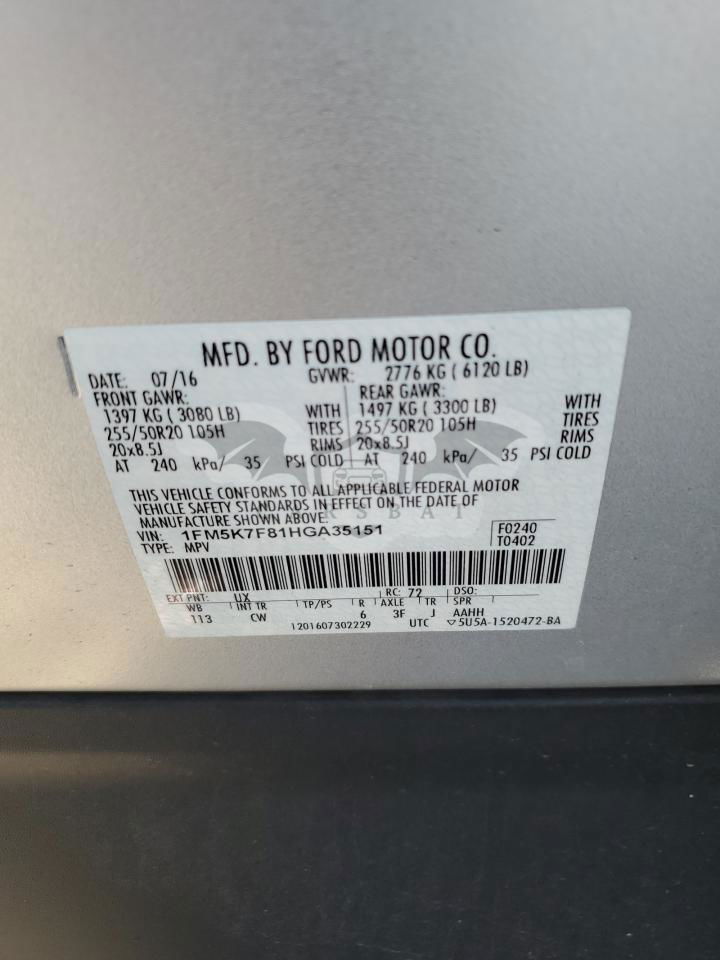 MFD. BY FORD MOTOR CO.
DATE: 07/16 GVWR: 2776 KG ( 6120 LB)
FRONT GAWR: REAR GAWR:
1397 KG ( 3080 LB) WITH 1497 KG ( 3300 LB) WITH
255/50R20 105H TIRES 255/50R20 105H TIRES
20x8.5J RIMS 20x8.5J RIMS
AT 240 kPa/ 35 PSI COLD AT 240 kPa/ 35 PSI COLD
THIS VEHICLE CONFORMS TO ALL APPLICABLE FEDERAL MOTOR
VEHICLE SAFETY STANDARDS IN EFFECT ON THE DATE OF
MANUFACTURE SHOWN ABOVE.
VIN: 1FM5K7F81HGA35151 F0240
TYPE: MPV T0402
EXT PNT: UX RC: 72 DSO:
WB INT TR TP/PS R AXLE TR SPR
113 CW 6 3F J AAHH
1201607302229 UTC ▽5U5A-1520472-BA
RSBAT